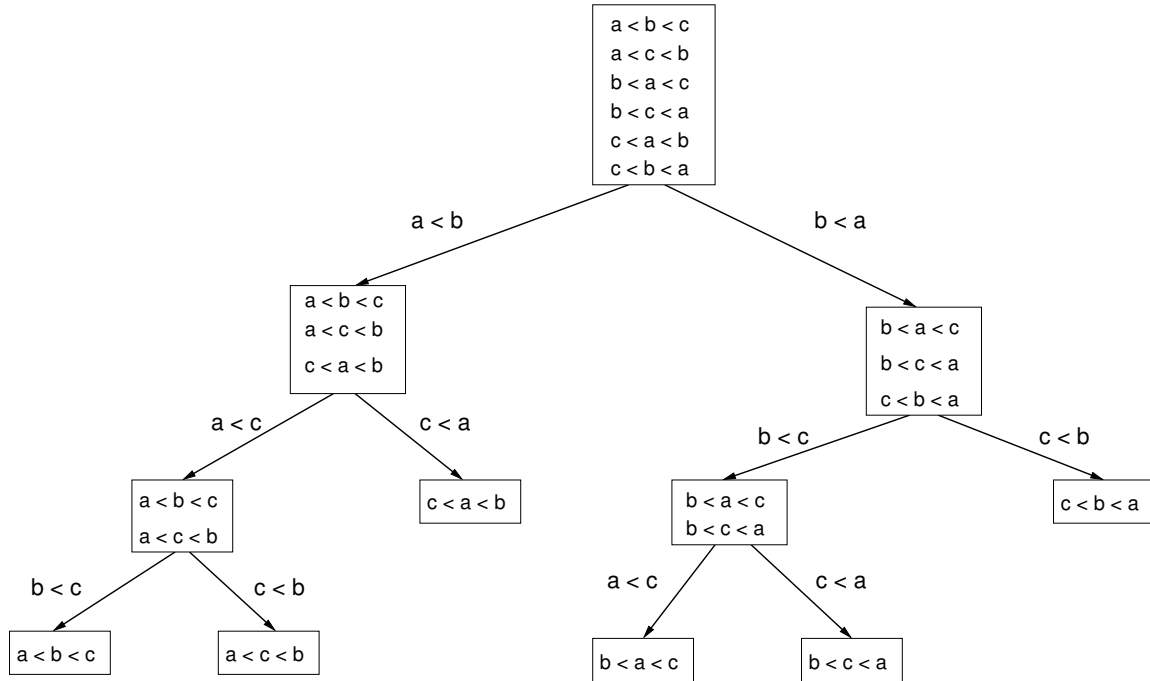 a < b < c
a < c < b
b < a < c
b < c < a
c < a < b
c < b < a
a < b
b < a
a < b < c
a < c < b
c < a < b
b < a < c
b < c < a
c < b < a
a < c
c < a
b < c
c < b
a < b < c
a < c < b
c < a < b
b < a < c
b < c < a
c < b < a
b < c
c < b
a < c
c < a
a < b < c
a < c < b
b < a < c
b < c < a